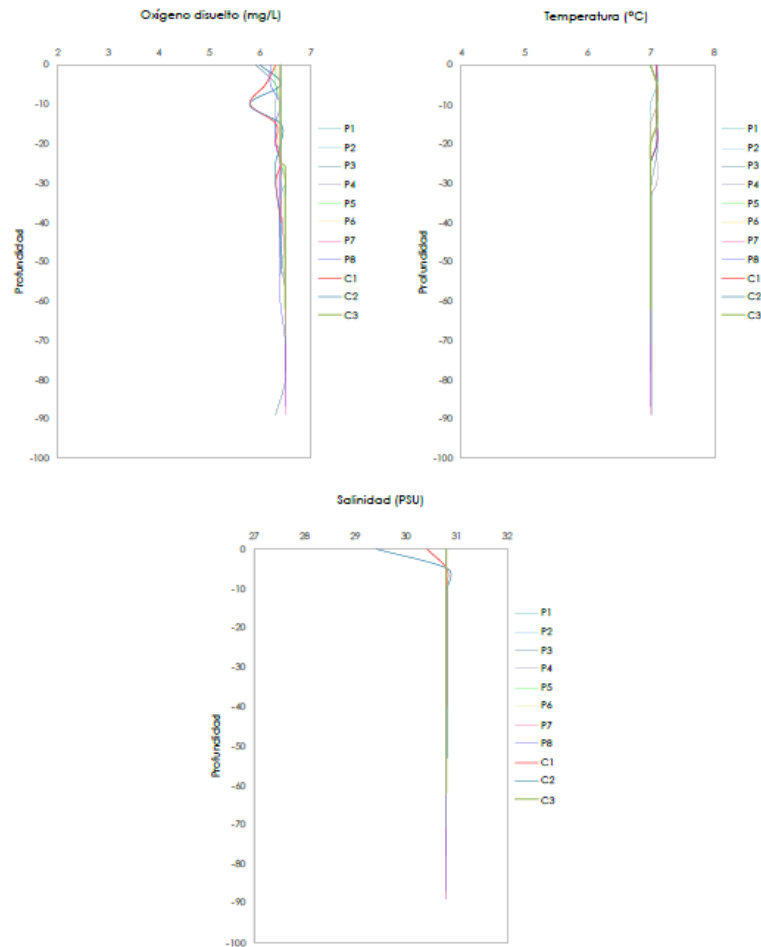 Oxígeno disuelto (mg/L)
2 3 4 5 6 7
0
-10
-20
-30
-40
-50
-60
-70
-80
-90
-100
Profundidad
P1
P2
P3
P4
P5
P6
P7
P8
C1
C2
C3
Temperatura (ºC)
4 5 6 7 8
0
-10
-20
-30
-40
-50
-60
-70
-80
-90
-100
Profundidad
P1
P2
P3
P4
P5
P6
P7
P8
C1
C2
C3
Salinidad (PSU)
27 28 29 30 31 32
0
-10
-20
-30
-40
-50
-60
-70
-80
-90
-100
Profundidad
P1
P2
P3
P4
P5
P6
P7
P8
C1
C2
C3